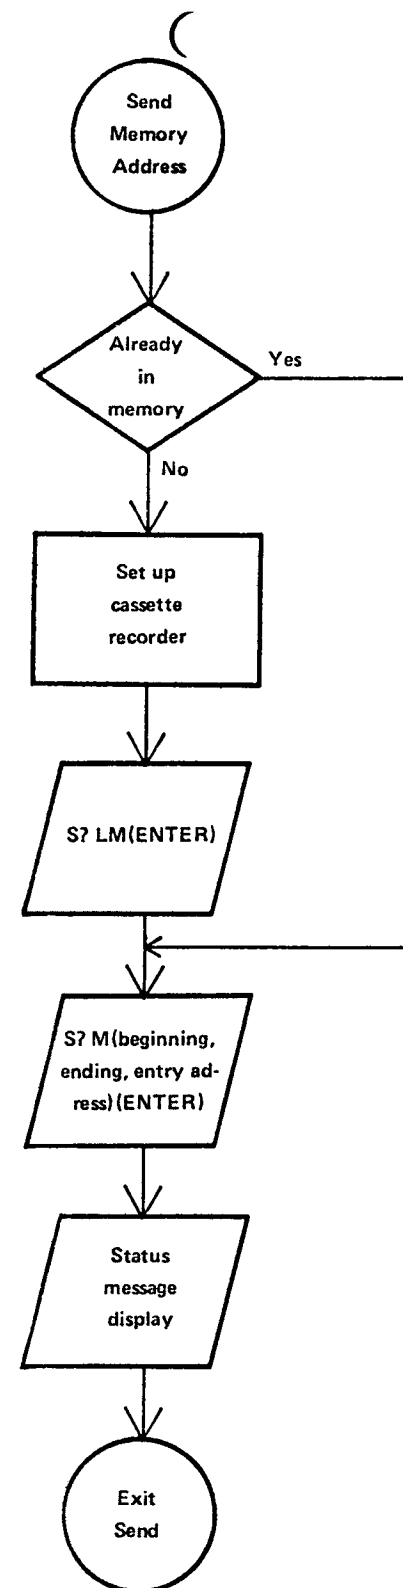 Send
Memory
Address
Already
in
memory
Yes
No
Set up
cassette
recorder
S? LM(ENTER)
S? M(beginning,
ending, entry ad-
ress)(ENTER)
Status
message
display
Exit
Send